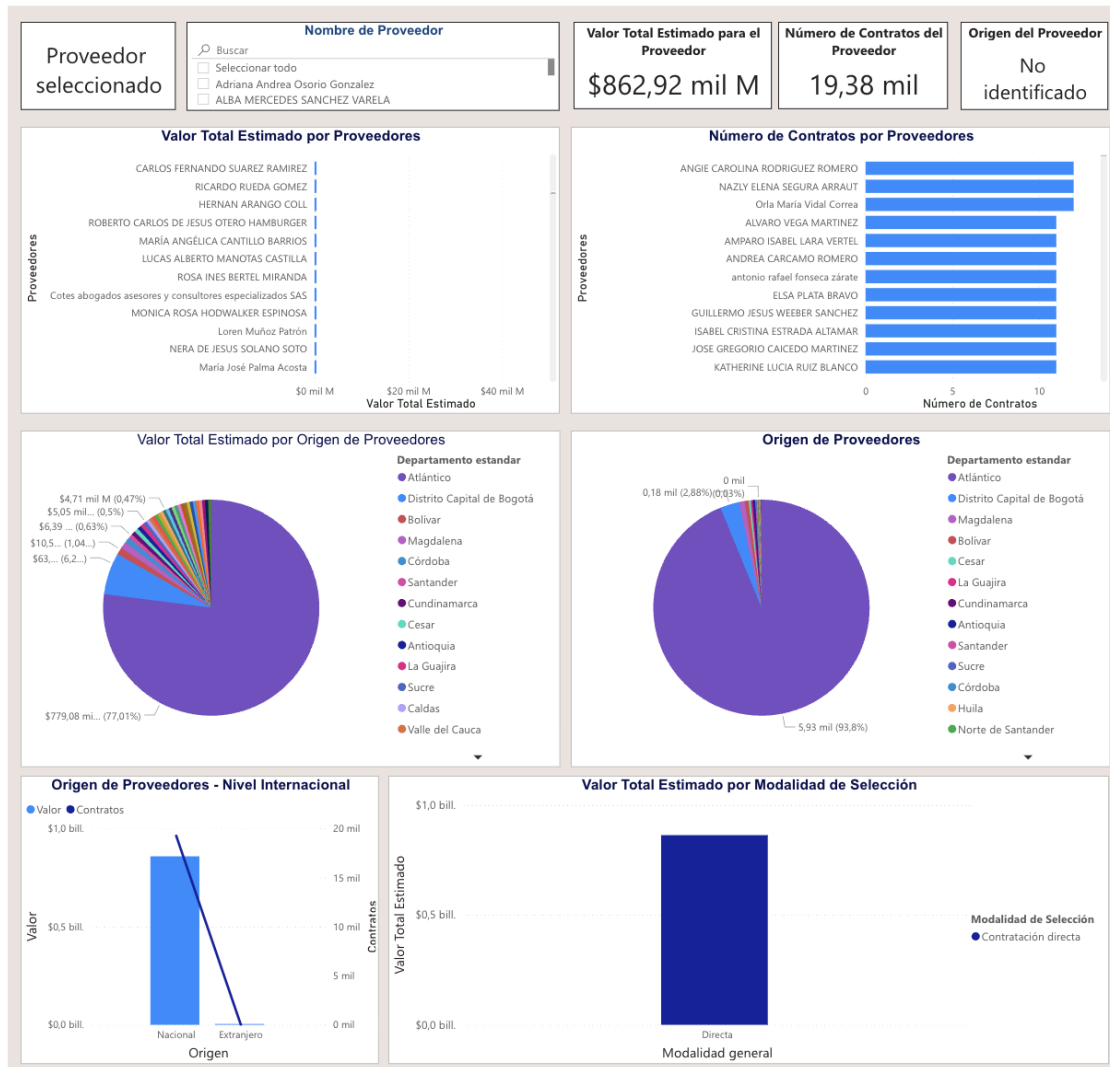 Proveedor
seleccionado
Nombre de Proveedor
Buscar
Seleccionar todo
Adriana Andrea Osorio Gonzalez
ALBA MERCEDES SANCHEZ VARELA
Valor Total Estimado para el
Proveedor
$862,92 mil M
Número de Contratos del
Proveedor
19,38 mil
Origen del Proveedor
No
identificado
Valor Total Estimado por Proveedores
Proveedores
CARLOS FERNANDO SUAREZ RAMIREZ
RICARDO RUEDA GOMEZ
HERNAN ARANGO COLL
ROBERTO CARLOS DE JESUS OTERO HAMBURGER
MARÍA ANGÉLICA CANTILLO BARRIOS
LUCAS ALBERTO MANOTAS CASTILLA
ROSA INES BERTEL MIRANDA
Cotes abogados asesores y consultores especializados SAS
MONICA ROSA HODWALKER ESPINOSA
Loren Muñoz Patrón
NERA DE JESUS SOLANO SOTO
María José Palma Acosta
$0 mil M $20 mil M $40 mil M
Valor Total Estimado
Número de Contratos por Proveedores
Proveedores
ANGIE CAROLINA RODRIGUEZ ROMERO
NAZLY ELENA SEGURA ARRAUT
Orla María Vidal Correa
ALVARO VEGA MARTINEZ
AMPARO ISABEL LARA VERTEL
ANDREA CARCAMO ROMERO
antonio rafael fonseca zárate
ELSA PLATA BRAVO
GUILLERMO JESUS WEEBER SANCHEZ
ISABEL CRISTINA ESTRADA ALTAMAR
JOSE GREGORIO CAICEDO MARTINEZ
KATHERINE LUCIA RUIZ BLANCO
0 5 10
Número de Contratos
Valor Total Estimado por Origen de Proveedores
$4,71 mil M (0,47%)
$5,05 mil... (0,5%)
$6,39 ... (0,63%)
$10,5... (1,04...)
$63,... (6,2...)
$779,08 mi... (77,01%)
Departamento estandar
Atlántico
Distrito Capital de Bogotá
Bolívar
Magdalena
Córdoba
Santander
Cundinamarca
Cesar
Antioquia
La Guajira
Sucre
Caldas
Valle del Cauca
Origen de Proveedores
0 mil
0,18 mil (2,88%) (0,03%)
5,93 mil (93,8%)
Departamento estandar
Atlántico
Distrito Capital de Bogotá
Magdalena
Bolívar
Cesar
La Guajira
Cundinamarca
Antioquia
Santander
Sucre
Córdoba
Huila
Norte de Santander
Origen de Proveedores - Nivel Internacional
Valor Contratos
Valor
$1,0 bill.
$0,5 bill.
$0,0 bill.
20 mil
15 mil
10 mil
5 mil
0 mil
Contratos
Nacional Extranjero
Origen
Valor Total Estimado por Modalidad de Selección
Valor Total Estimado
$1,0 bill.
$0,5 bill.
$0,0 bill.
Directa
Modalidad general
Modalidad de Selección
Contratación directa